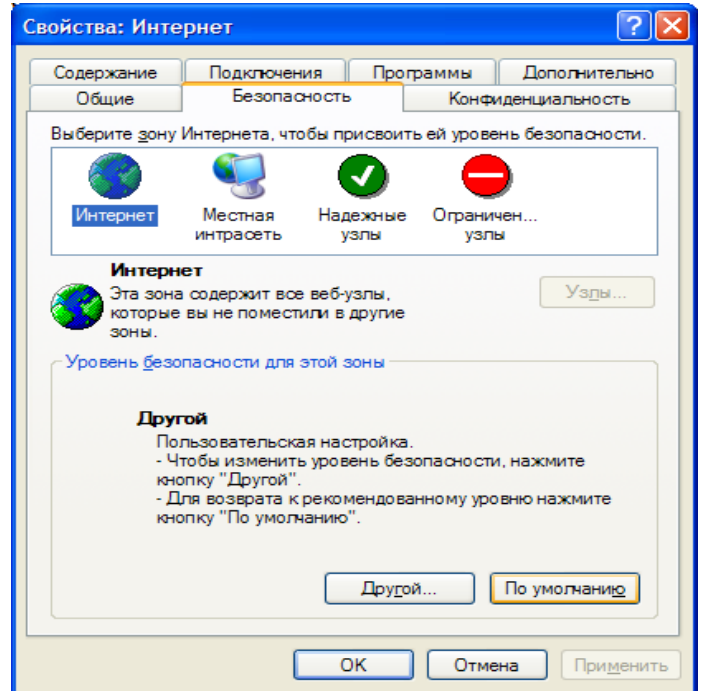 Свойства: Интернет
Содержание Подключения Программы Дополнительно
Общие Безопасность Конфиденциальность
Выберите зону Интернета, чтобы присвоить ей уровень безопасности.
Интернет Местная интрасеть Надежные узлы Ограничен... узлы
Интернет
Эта зона содержит все веб-узлы,
которые вы не поместили в другие
зоны.
Узлы...
Уровень безопасности для этой зоны
Другой
Пользовательская настройка.
- Чтобы изменить уровень безопасности, нажмите
кнопку "Другой".
- Для возврата к рекомендованному уровню нажмите
кнопку "По умолчанию".
Другой... По умолчанию
OK Отмена Применить